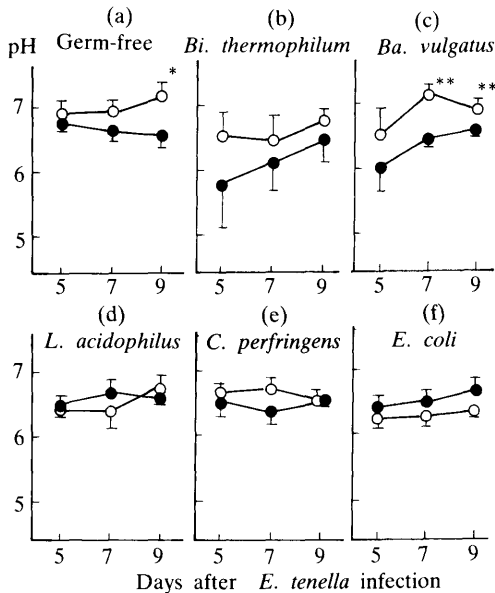 (a) (b) (c)
pH Germ-free Bi. thermophilum Ba. vulgatus
* ** **
7
6
5
5 7 9 5 7 9 5 7 9
(d) (e) (f)
L. acidophilus C. perfringens E. coli
7
6
5
5 7 9 5 7 9 5 7 9
Days after E. tenella infection